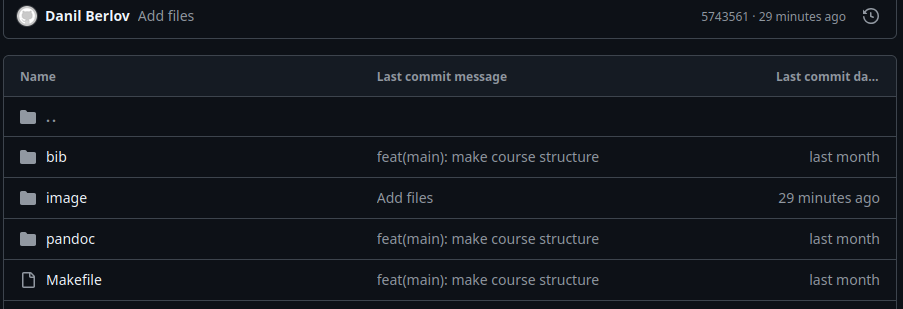 Danil Berlov Add files 5743561 · 29 minutes ago
Name Last commit message Last commit da...
..
bib feat(main): make course structure last month
image Add files 29 minutes ago
pandoc feat(main): make course structure last month
Makefile feat(main): make course structure last month